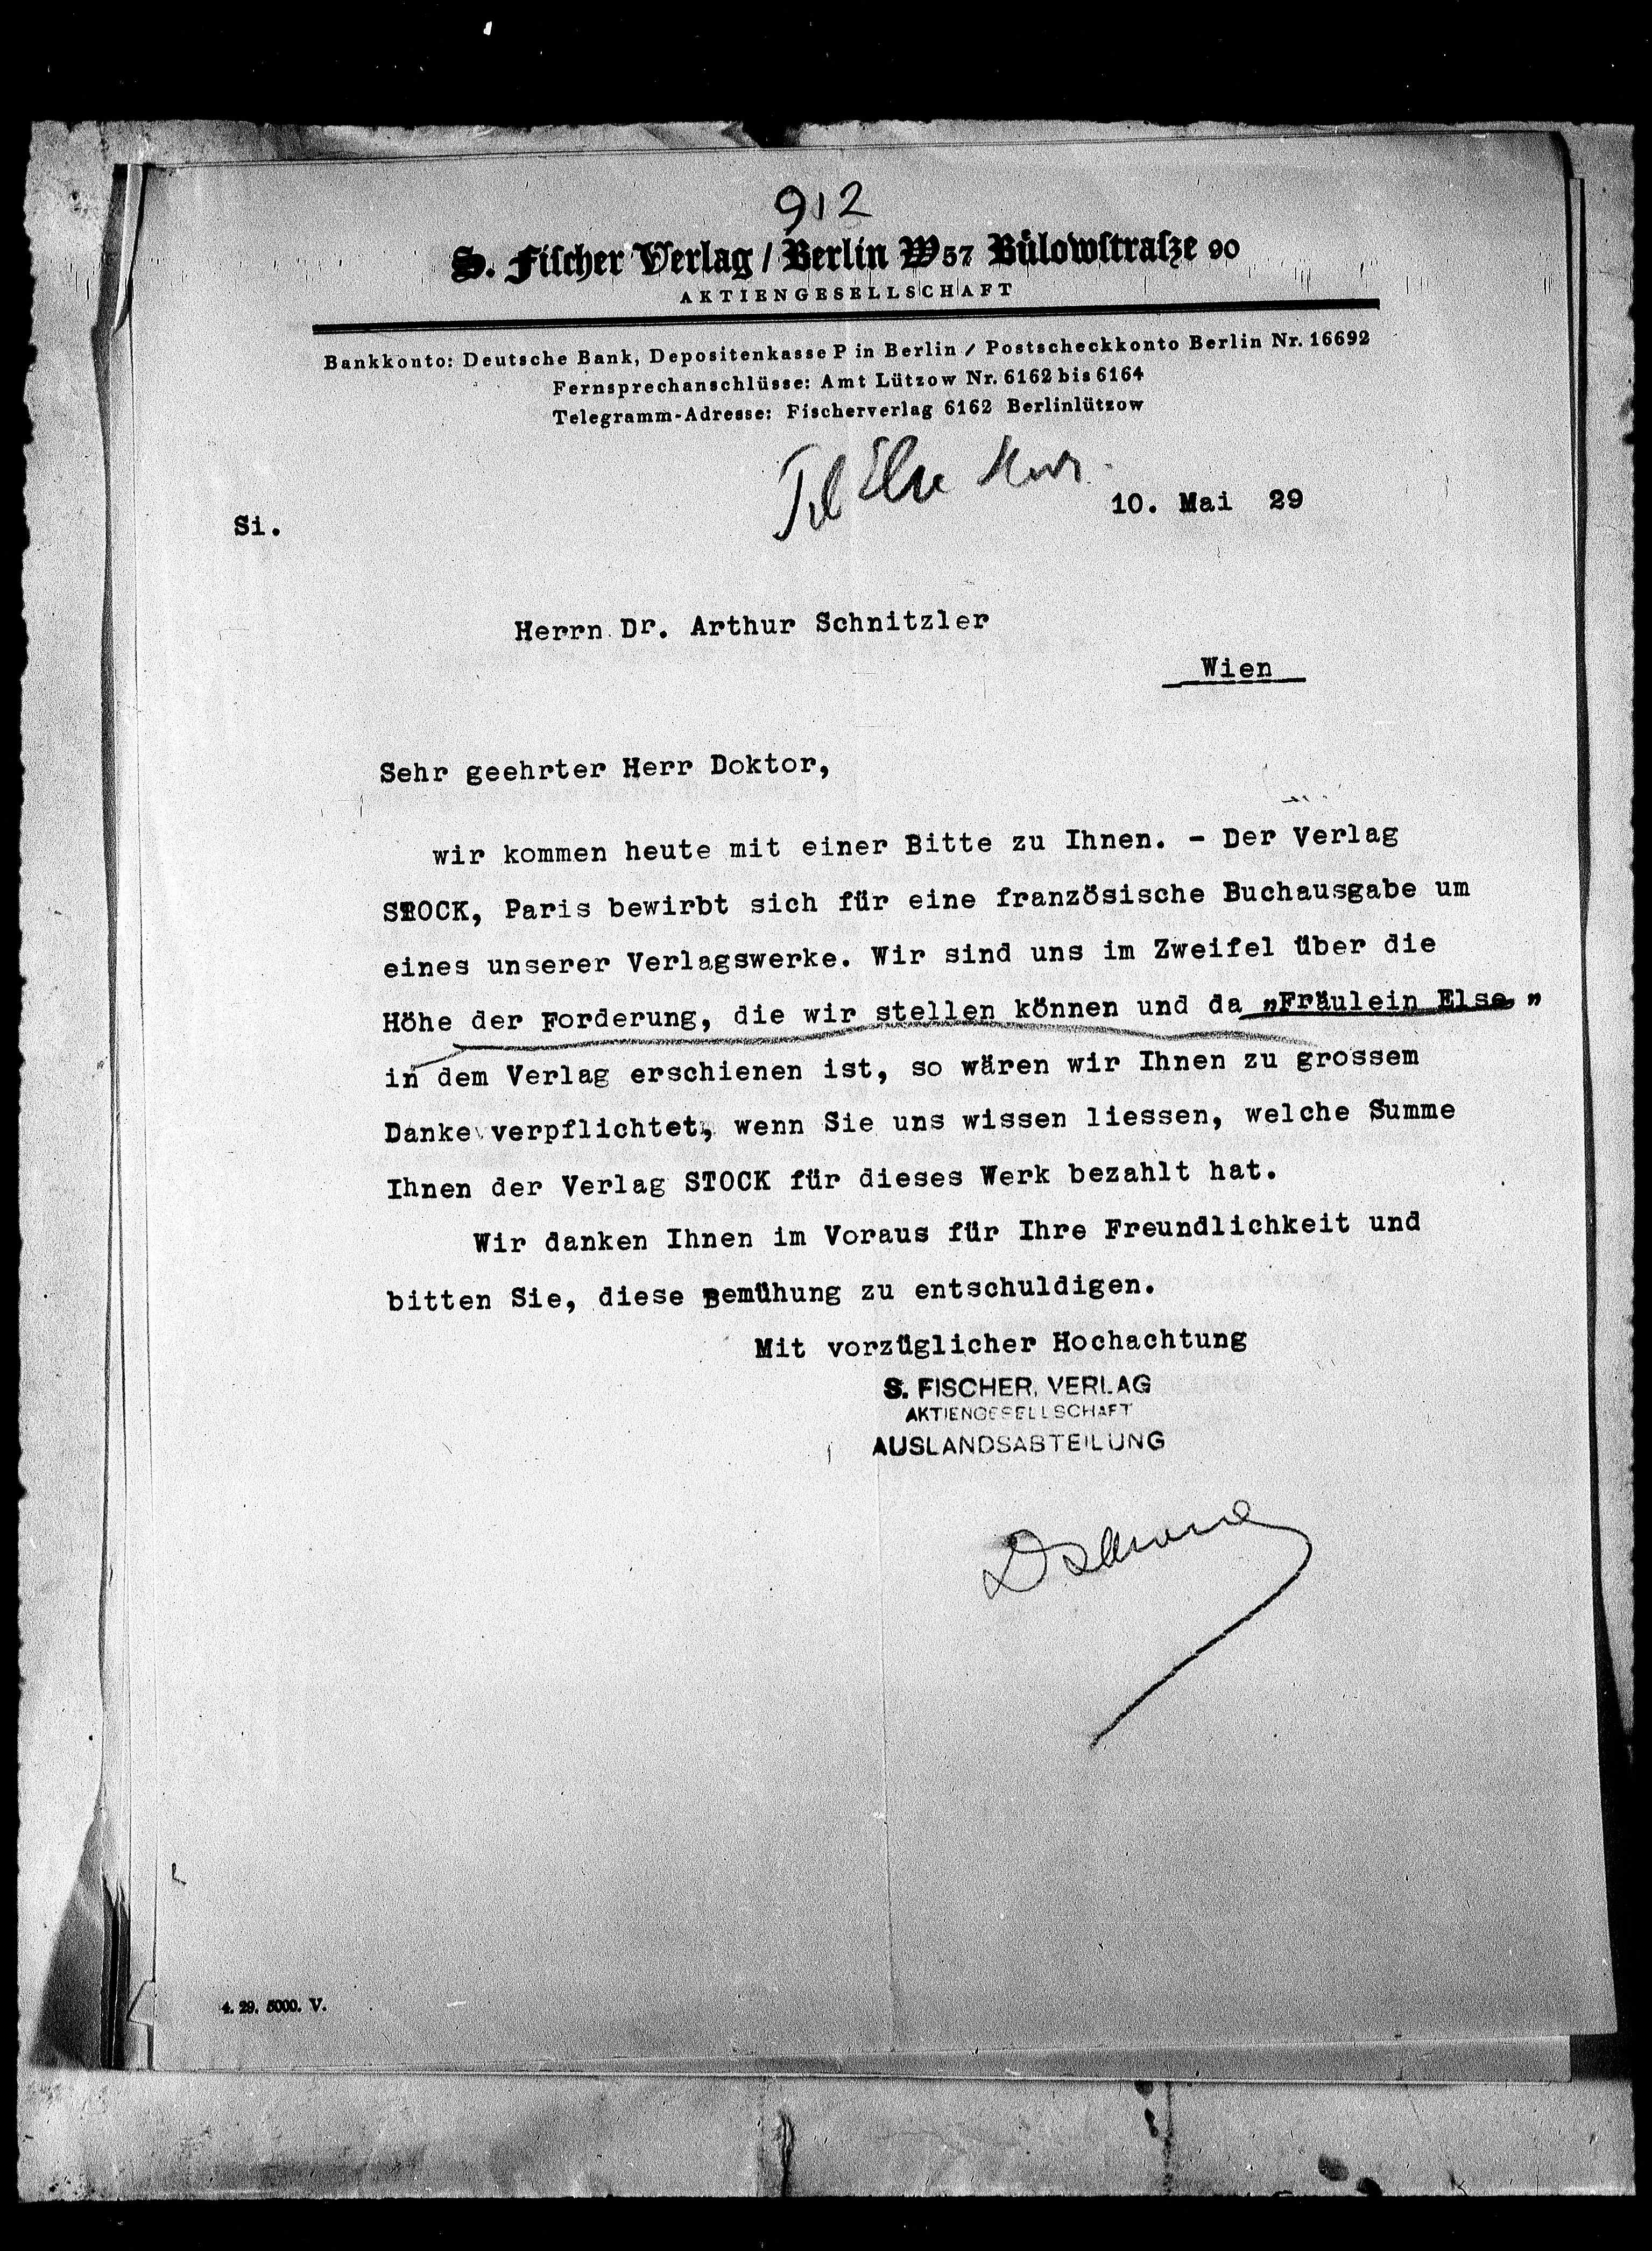 912
S. Fiſcher Verlag / Berlin W57 Bülowſtraſze 90
AKTIENGESELLSCHAFT
Bankkonto: Deutsche Bank, Depositenkasse P in Berlin / Postscheckkonto Berlin Nr. 16692
Fernsprechanschlüsse: Amt Lützow Nr. 6162 bis 6164
Telegramm-Adresse: Fischerverlag 6162 Berlinlützow
Else
10. Mai 29
Si.
Herrn Dr. Arthur Schnitzler
Wien
Sehr geehrter Herr Doktor,
wir kommen heute mit einer Bitte zu Ihnen. - Der Verlag
STOCK, Paris bewirbt sich für eine französische Buchausgabe um
eines unserer Verlagswerke. Wir sind uns im Zweifel über die
Höhe der Forderung, die wir stellen können und da „Fräulein Else"
in dem Verlag erschienen ist, so wären wir Ihnen zu grossem
Danke verpflichtet, wenn Sie uns wissen liessen, welche Summe
Ihnen der Verlag STOCK für dieses Werk bezahlt hat.
Wir danken Ihnen im Voraus für Ihre Freundlichkeit und
bitten Sie, diese Bemühung zu entschuldigen.
Mit vorzüglicher Hochachtung
S. FISCHER, VERLAG
AKTIENGESELLSCHAFT
AUSLANDSABTEILUNG
4. 29. 5000. V.